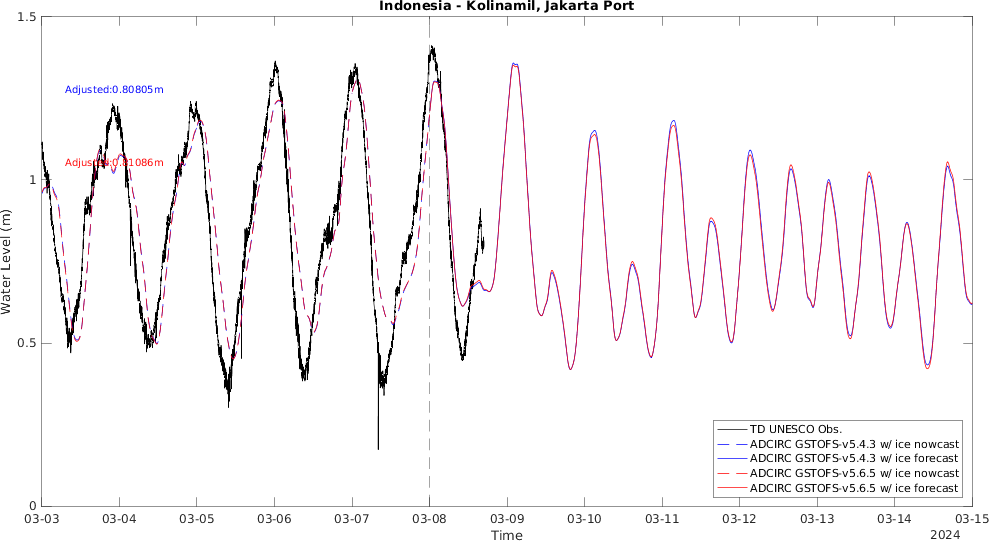 Indonesia - Kolinamil, Jakarta Port
1.5
Adjusted:0.80805m
Adjusted:0.81086m
1
Water Level (m)
0.5
0
TD UNESCO Obs.
ADCIRC GSTOFS-v5.4.3 w/ ice nowcast
ADCIRC GSTOFS-v5.4.3 w/ ice forecast
ADCIRC GSTOFS-v5.6.5 w/ ice nowcast
ADCIRC GSTOFS-v5.6.5 w/ ice forecast
03-03 03-04 03-05 03-06 03-07 03-08 03-09 03-10 03-11 03-12 03-13 03-14 03-15
Time
2024